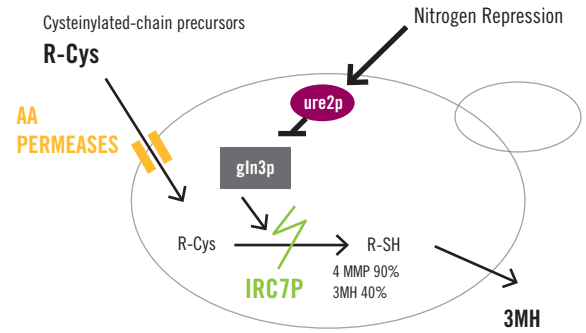 Cysteinylated-chain precursors
R-Cys
Nitrogen Repression
ure2p
AA
PERMEASES
gln3p
R-Cys
R-SH
IRC7P
4 MMP 90%
3MH 40%
3MH